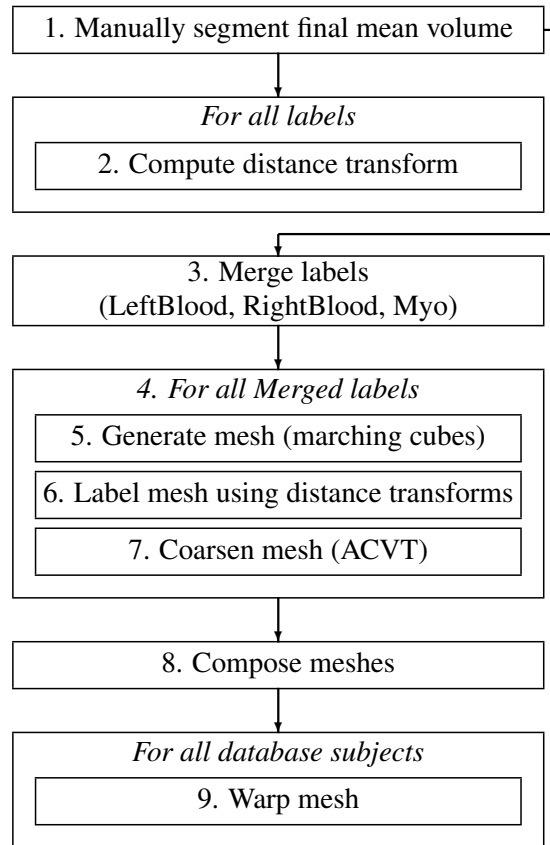 1. Manually segment final mean volume
For all labels
2. Compute distance transform
3. Merge labels
(LeftBlood, RightBlood, Myo)
4. For all Merged labels
5. Generate mesh (marching cubes)
6. Label mesh using distance transforms
7. Coarsen mesh (ACVT)
8. Compose meshes
For all database subjects
9. Warp mesh